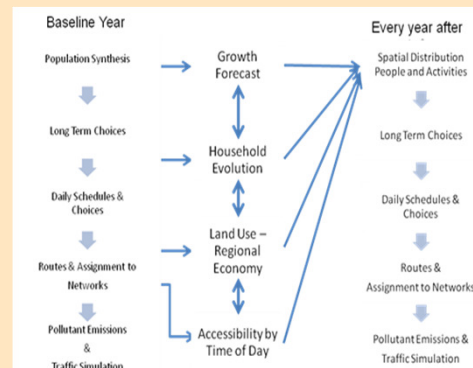 Baseline Year
Population Synthesis
Long Term Choices
Daily Schedules &
Choices
Routes & Assignment to
Networks
Pollutant Emissions
&
Traffic Simulation
Growth
Forecast
Household
Evolution
Land Use –
Regional
Economy
Accessibility by
Time of Day
Every year after
Spatial Distribution
People and Activities
Long Term Choices
Daily Schedules &
Choices
Routes &
Assignment to Networks
Pollutant Emissions &
Traffic Simulation